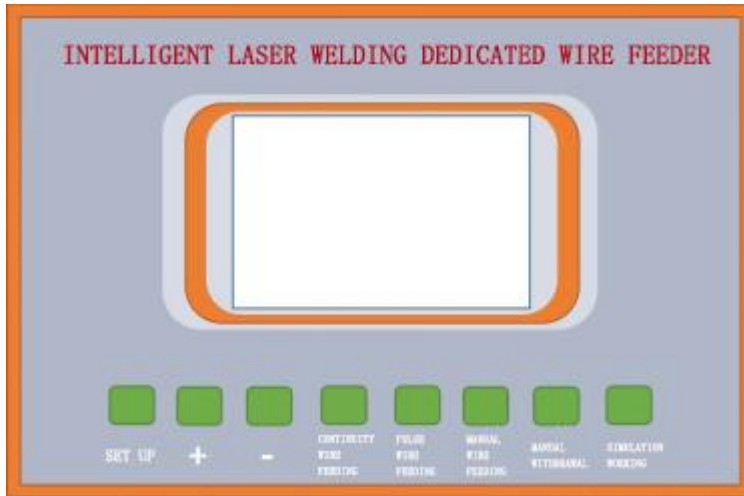 INTELLIGENT LASER WELDING DEDICATED WIRE FEEDER
SET UP
+
-
CONTINUITY
WIRE
FEEDING
PULSE
WIRE
FEEDING
MANUAL
WIRE
FEEDING
MANUAL
WITHDRAWAL
SIMULATION
WORKING